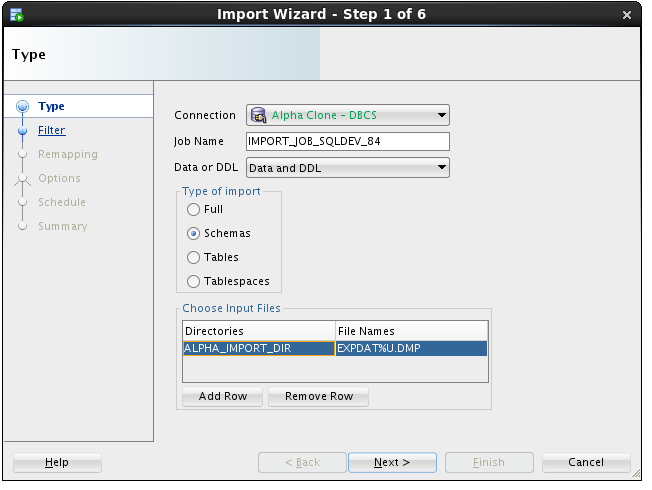 Import Wizard - Step 1 of 6
Type
Type
Filter
Remapping
Options
Schedule
Summary
Connection Alpha Clone - DBCS
Job Name IMPORT_JOB_SQLDEV_84
Data or DDL Data and DDL
Type of import
Full
Schemas
Tables
Tablespaces
Choose Input Files
Directories File Names
ALPHA_IMPORT_DIR EXPDAT%U.DMP
Add Row Remove Row
Help < Back Next > Finish Cancel